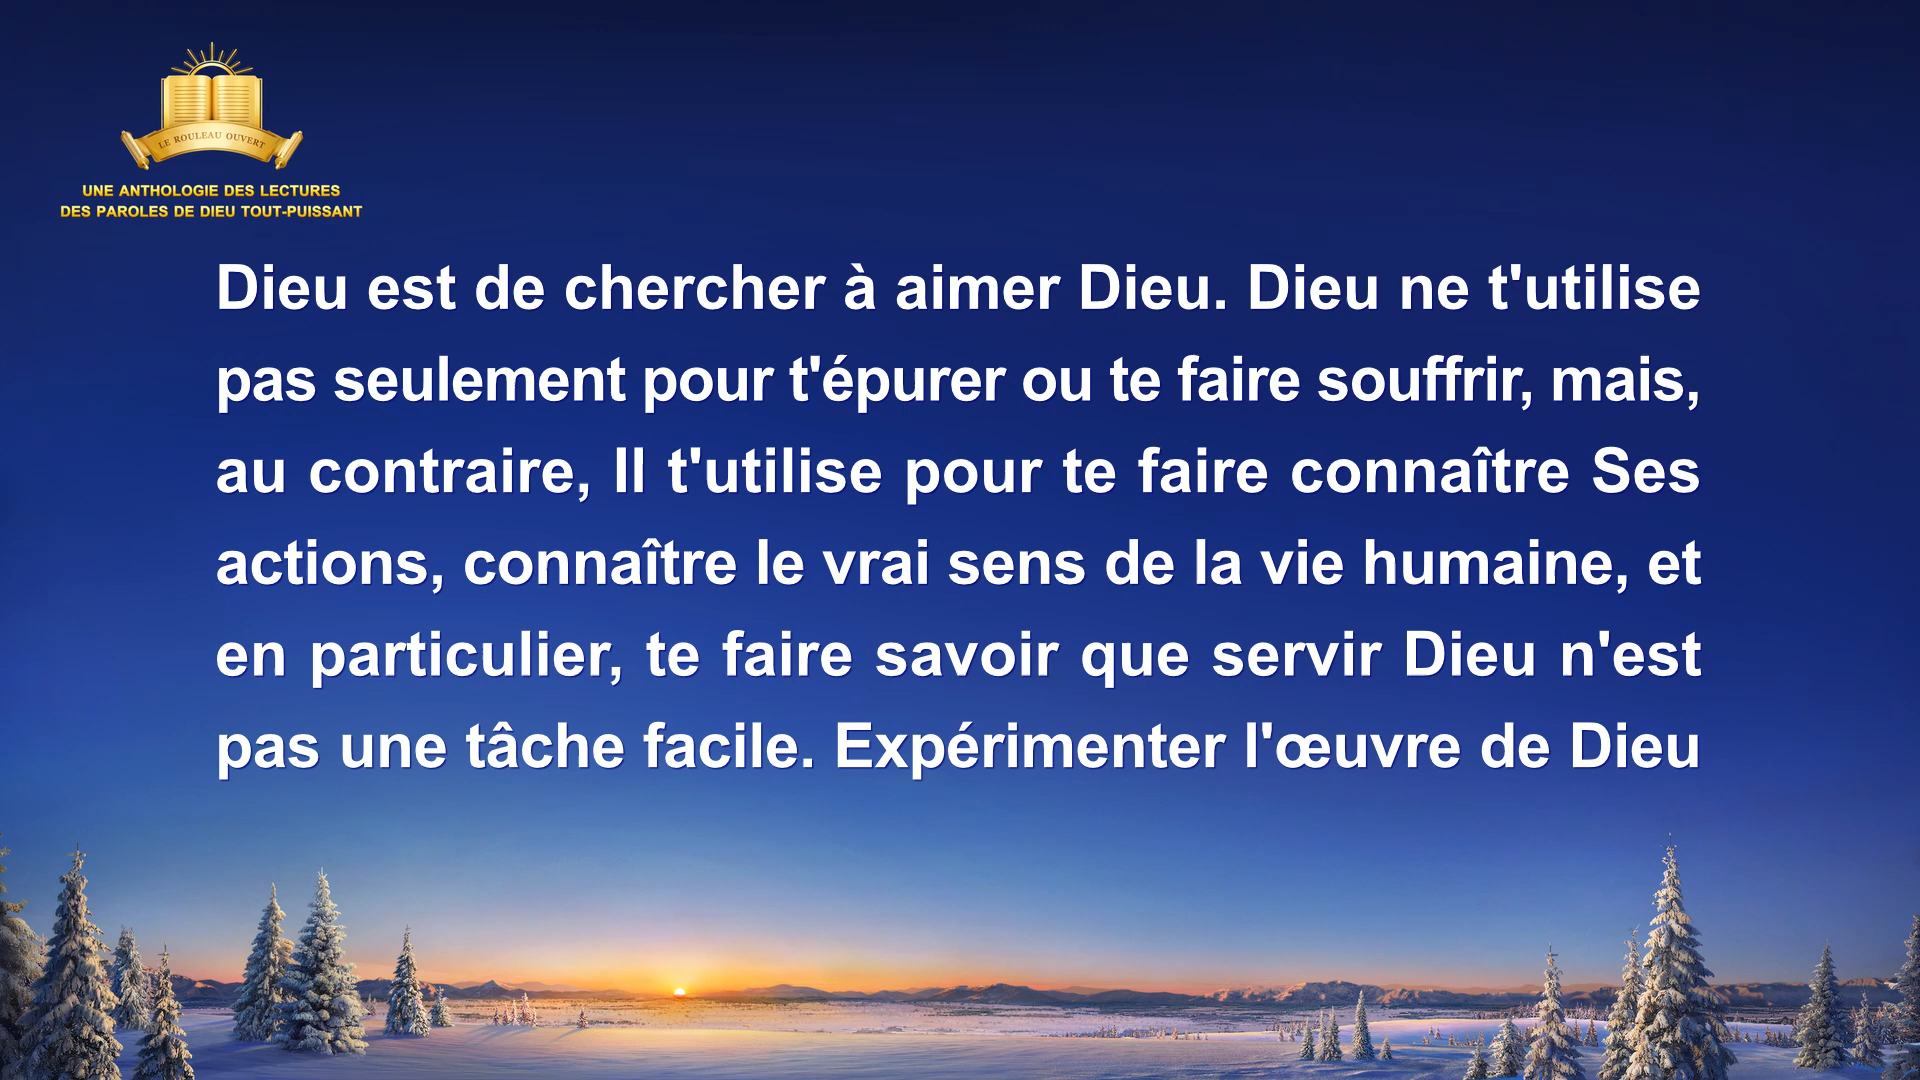 LE ROULEAU OUVERT
UNE ANTHOLOGIE DES LECTURES
DES PAROLES DE DIEU TOUT-PUISSANT
Dieu est de chercher à aimer Dieu. Dieu ne t'utilise
pas seulement pour t'épurer ou te faire souffrir, mais,
au contraire, Il t'utilise pour te faire connaître Ses
actions, connaître le vrai sens de la vie humaine, et
en particulier, te faire savoir que servir Dieu n'est
pas une tâche facile. Expérimenter l'œuvre de Dieu